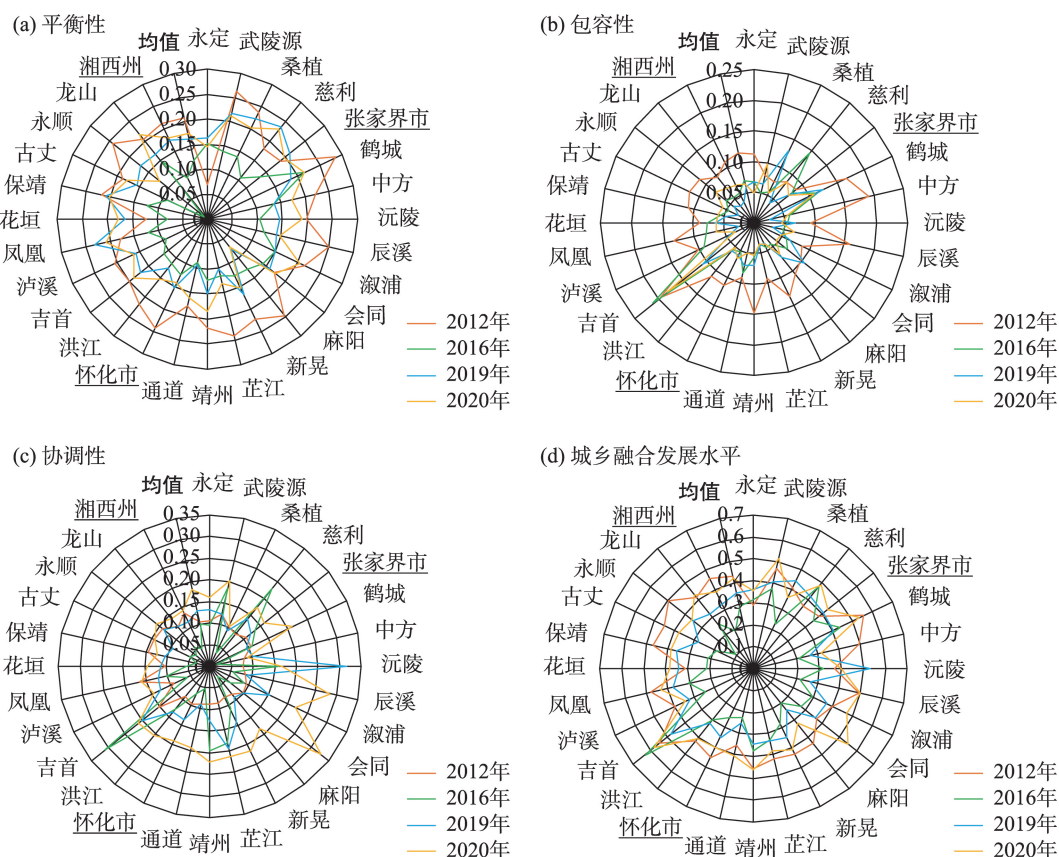 (a) 平衡性
均值
永定
武陵源
桑植
慈利
张家界市
鹤城
中方
沅陵
辰溪
溆浦
会同
麻阳
新晃
芷江
靖州
通道
怀化市
洪江
吉首
泸溪
凤凰
花垣
保靖
古丈
永顺
龙山
湘西州
0.30
0.25
0.20
0.15
0.10
0.05
2012年
2016年
2019年
2020年
(b) 包容性
均值
永定
武陵源
桑植
慈利
张家界市
鹤城
中方
沅陵
辰溪
溆浦
会同
麻阳
新晃
芷江
靖州
通道
怀化市
洪江
吉首
泸溪
凤凰
花垣
保靖
古丈
永顺
龙山
湘西州
0.25
0.20
0.15
0.10
0.05
2012年
2016年
2019年
2020年
(c) 协调性
均值
永定
武陵源
桑植
慈利
张家界市
鹤城
中方
沅陵
辰溪
溆浦
会同
麻阳
新晃
芷江
靖州
通道
怀化市
洪江
吉首
泸溪
凤凰
花垣
保靖
古丈
永顺
龙山
湘西州
0.35
0.30
0.25
0.20
0.15
0.10
0.05
2012年
2016年
2019年
2020年
(d) 城乡融合发展水平
均值
永定
武陵源
桑植
慈利
张家界市
鹤城
中方
沅陵
辰溪
溆浦
会同
麻阳
新晃
芷江
靖州
通道
怀化市
洪江
吉首
泸溪
凤凰
花垣
保靖
古丈
永顺
龙山
湘西州
0.7
0.6
0.5
0.4
0.3
0.2
0.1
2012年
2016年
2019年
2020年